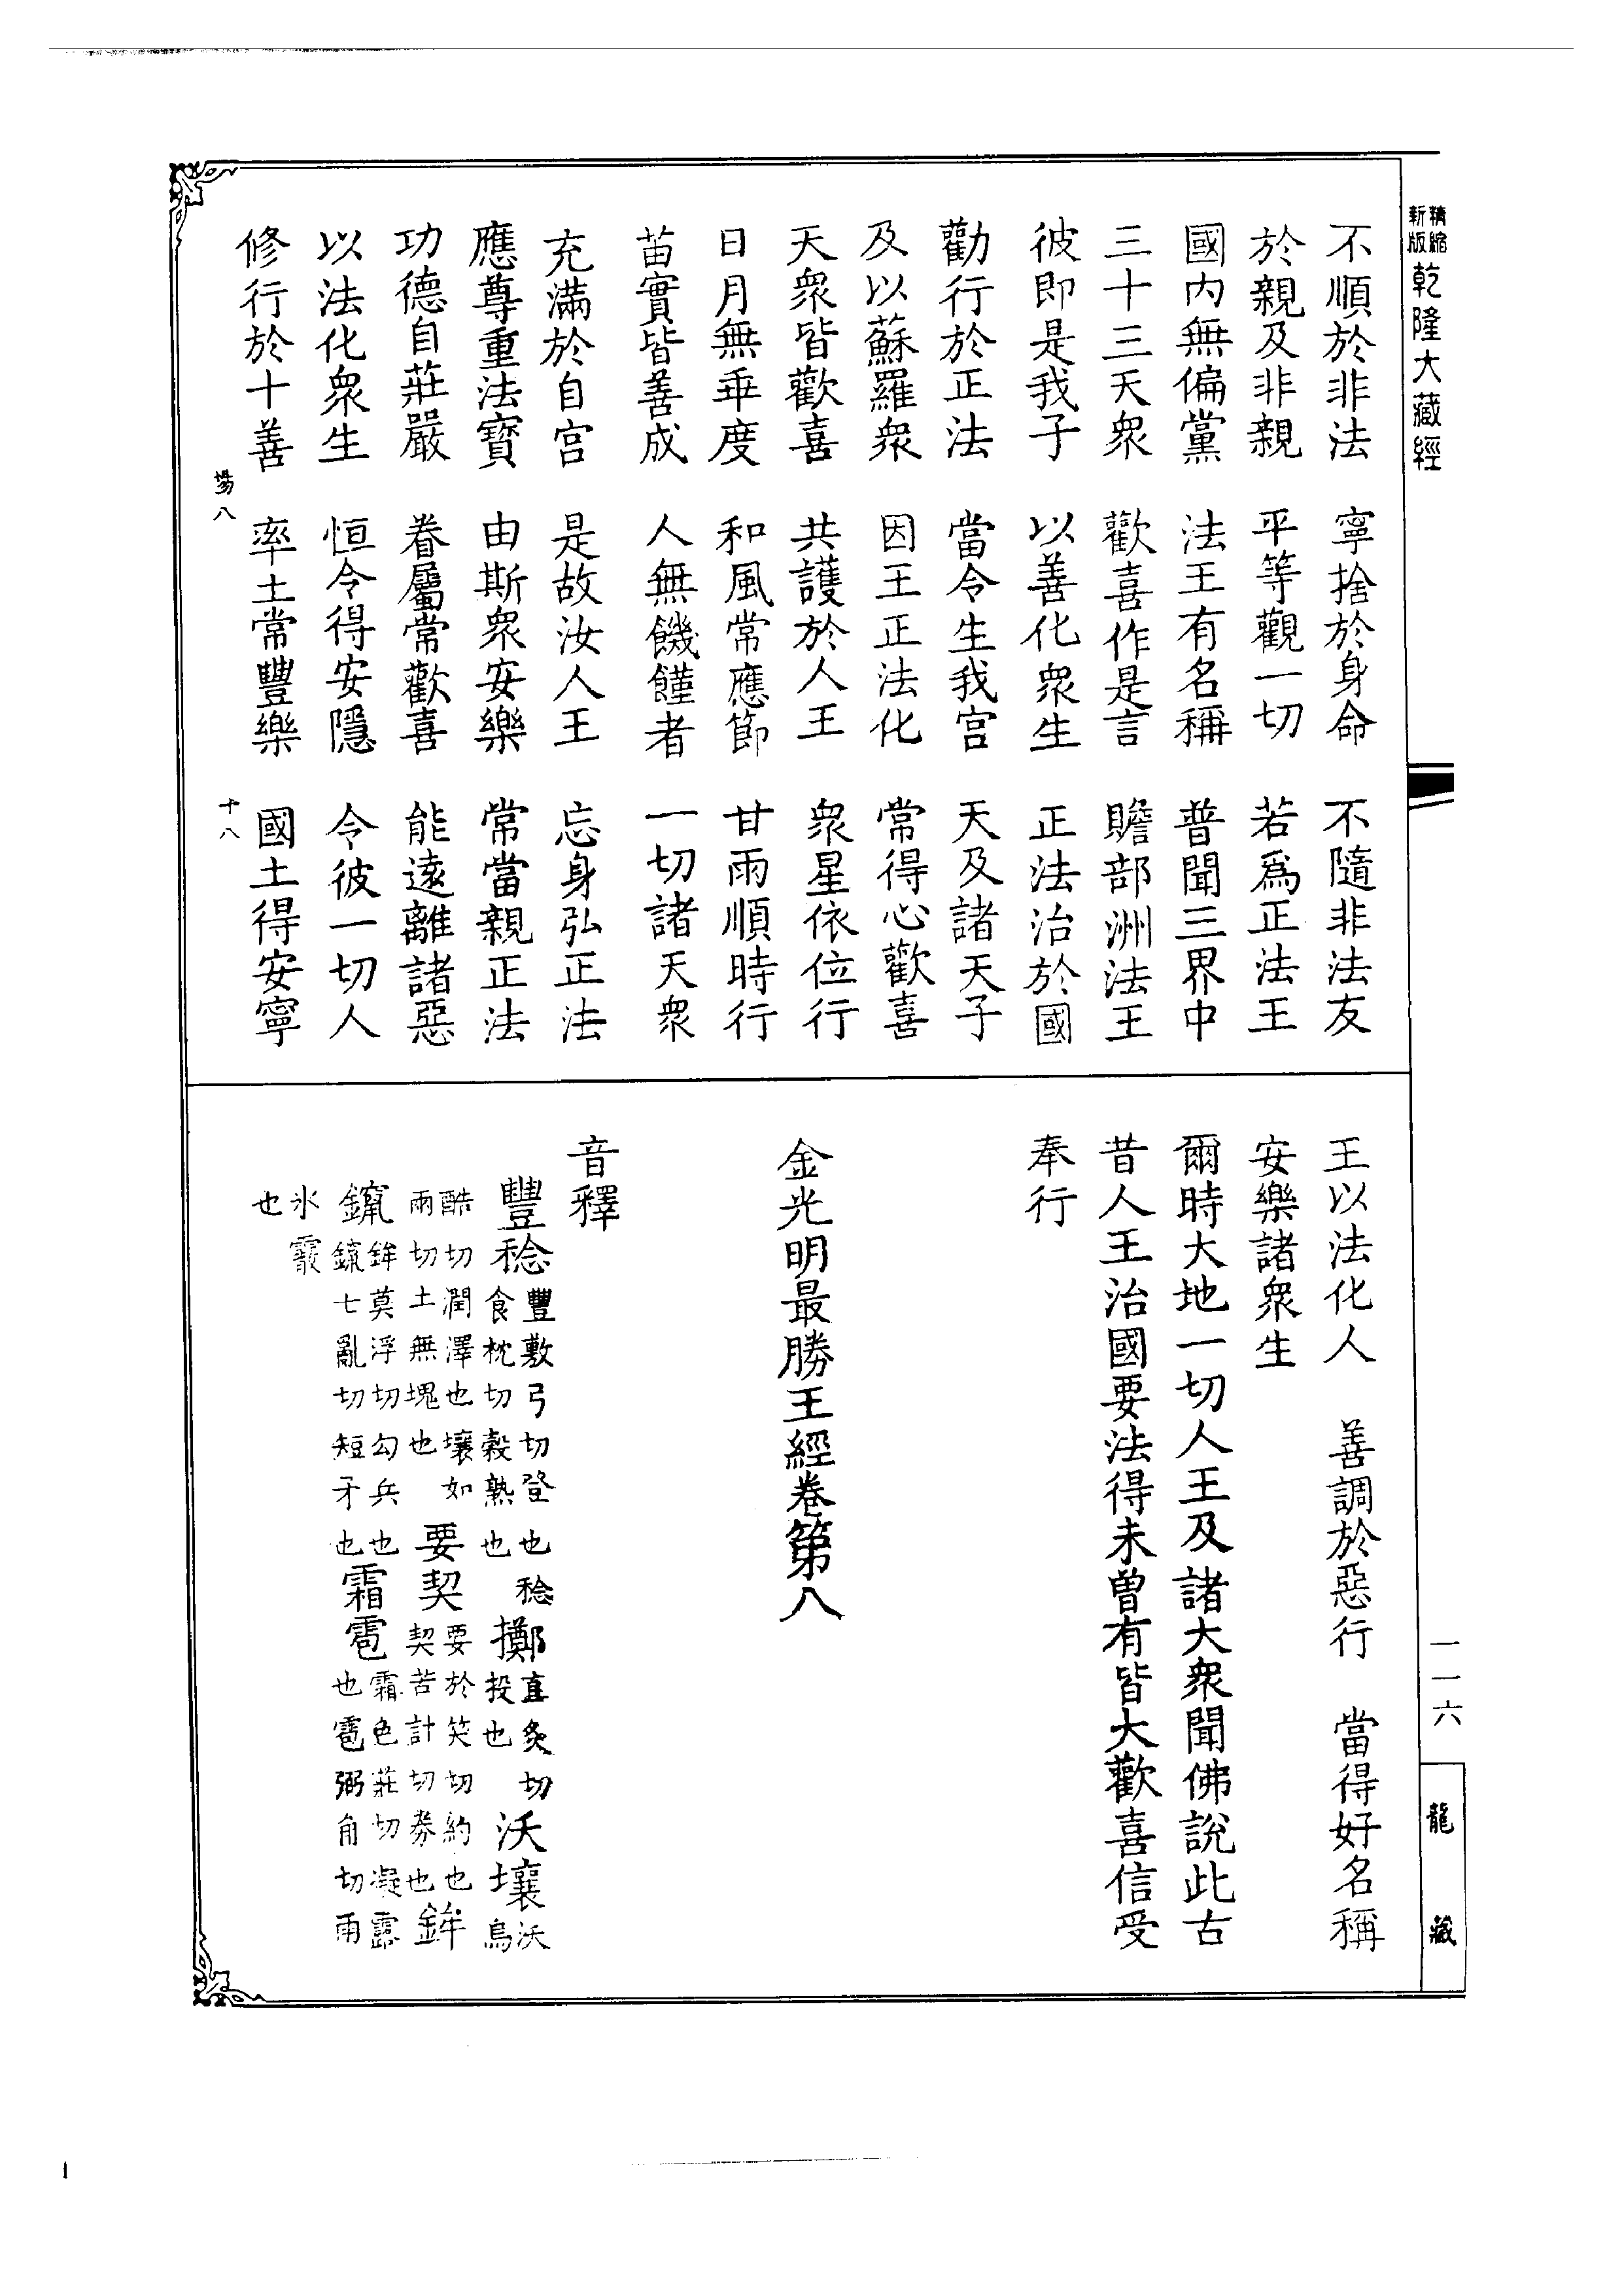 精縮新版 乾隆大藏經
不順於非法 寧捨於身命 不隨非法友
於親及非親 平等觀一切 若爲正法王
國內無偏黨 法王有名稱 普聞三界中
三十三天衆 歡喜作是言 贍部洲法王
彼即是我子 以善化衆生 正法治於國
勸行於正法 當令生我宮 天及諸天子
及以蘇羅衆 因王正法化 常得心歡喜
天衆皆歡喜 共護於人王 衆星依位行
日月無乖度 和風常應節 甘雨順時行
苗實皆善成 人無饑饉者 一切諸天衆
充滿於自宮 是故汝人王 忘身弘正法
應尊重法寶 由斯衆安樂 常當親正法
功德自莊嚴 眷屬常歡喜 能遠離諸惡
以法化衆生 恒令得安隱 令彼一切人
修行於十善 率土常豐樂 國土得安寧
場八 十八
王以法化人 善調於惡行 當得好名稱
安樂諸衆生
爾時大地一切人王及諸大衆聞佛說此古
昔人王治國要法得未曾有皆大歡喜信受
奉行
金光明最勝王經卷第八
音釋
豐稔 豐敷弓切登也稔食枕切穀熟也 擲 直炙切投也 沃壤 沃烏
酷切潤澤也壤如兩切土無塊也 要契 要於笑切約也契苦計切券也 鉾
鑹 鉾莫浮切勾兵也鑹七亂切短矛也 霜雹 霜色莊切凝露也雹弼角切雨
氷也
一一六
龍藏